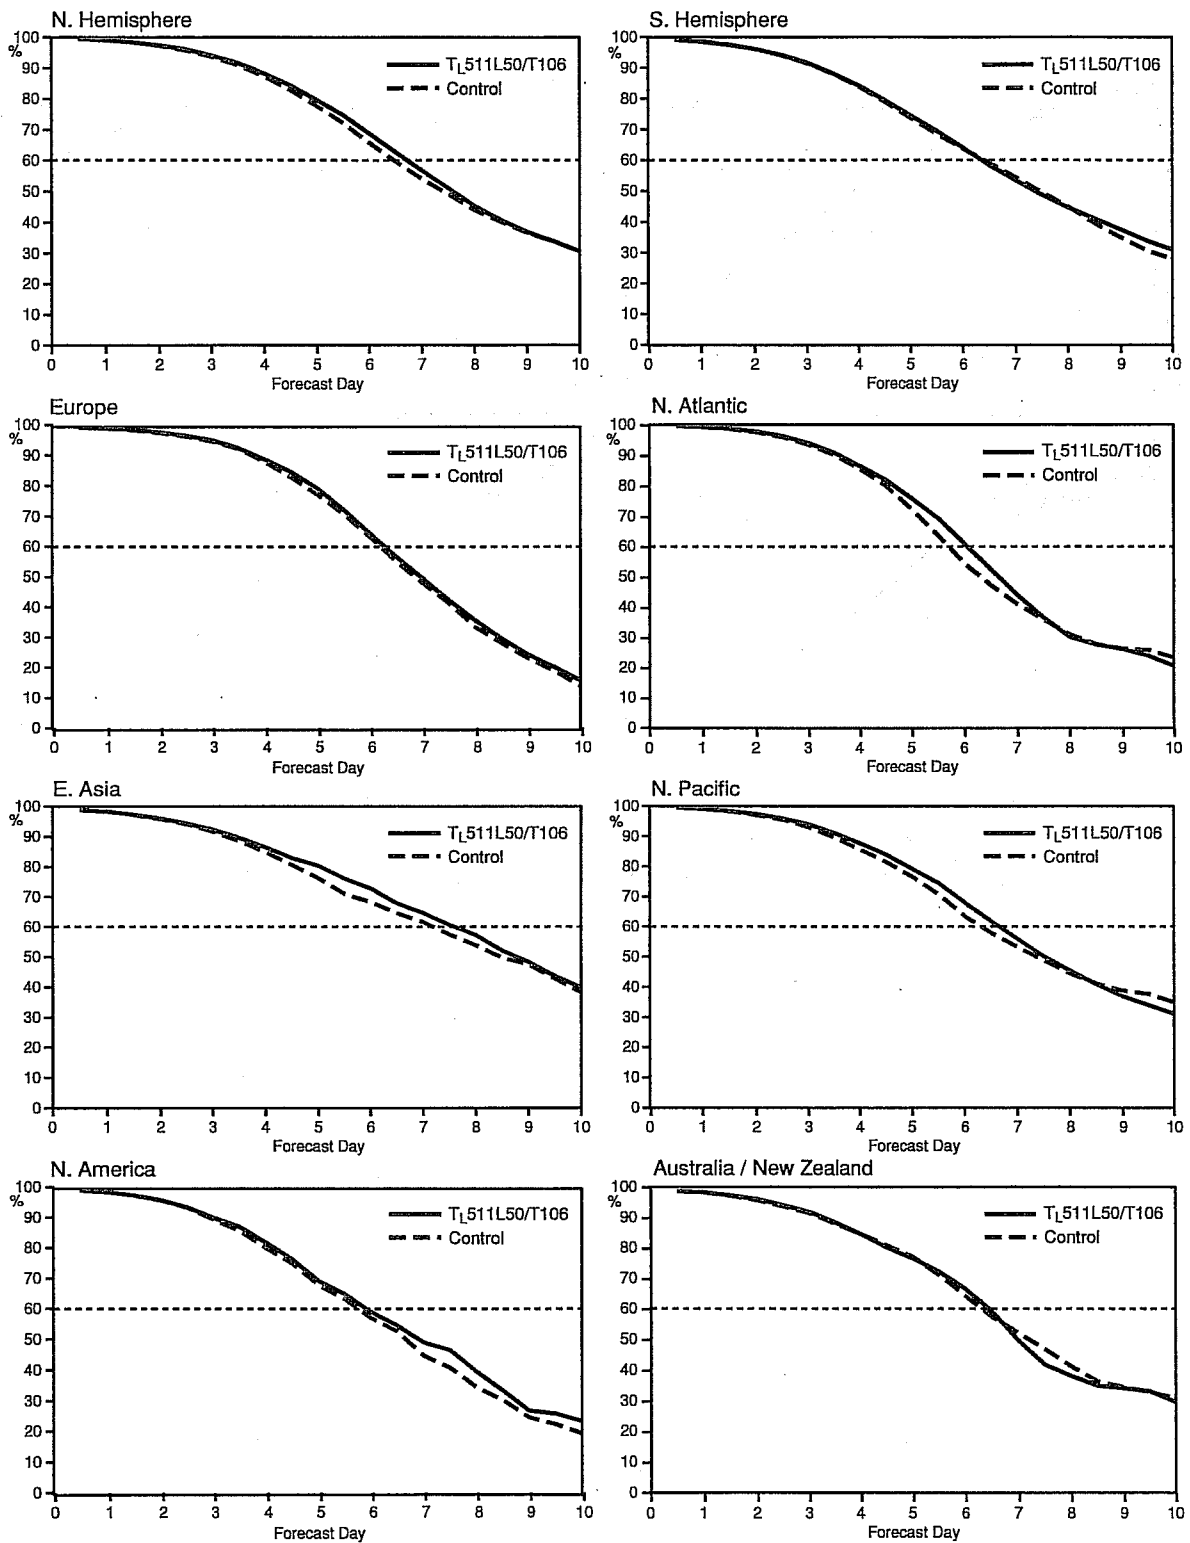 N. Hemisphere
%
100
90
80
70
60
50
40
30
20
10
0
TL511L50/T106
Control
0 1 2 3 4 5 6 7 8 9 10
Forecast Day
S. Hemisphere
%
100
90
80
70
60
50
40
30
20
10
0
TL511L50/T106
Control
0 1 2 3 4 5 6 7 8 9 10
Forecast Day
Europe
%
100
90
80
70
60
50
40
30
20
10
0
TL511L50/T106
Control
0 1 2 3 4 5 6 7 8 9 10
Forecast Day
N. Atlantic
%
100
90
80
70
60
50
40
30
20
10
0
TL511L50/T106
Control
0 1 2 3 4 5 6 7 8 9 10
Forecast Day
E. Asia
%
100
90
80
70
60
50
40
30
20
10
0
TL511L50/T106
Control
0 1 2 3 4 5 6 7 8 9 10
Forecast Day
N. Pacific
%
100
90
80
70
60
50
40
30
20
10
0
TL511L50/T106
Control
0 1 2 3 4 5 6 7 8 9 10
Forecast Day
N. America
%
100
90
80
70
60
50
40
30
20
10
0
TL511L50/T106
Control
0 1 2 3 4 5 6 7 8 9 10
Forecast Day
Australia / New Zealand
%
100
90
80
70
60
50
40
30
20
10
0
TL511L50/T106
Control
0 1 2 3 4 5 6 7 8 9 10
Forecast Day